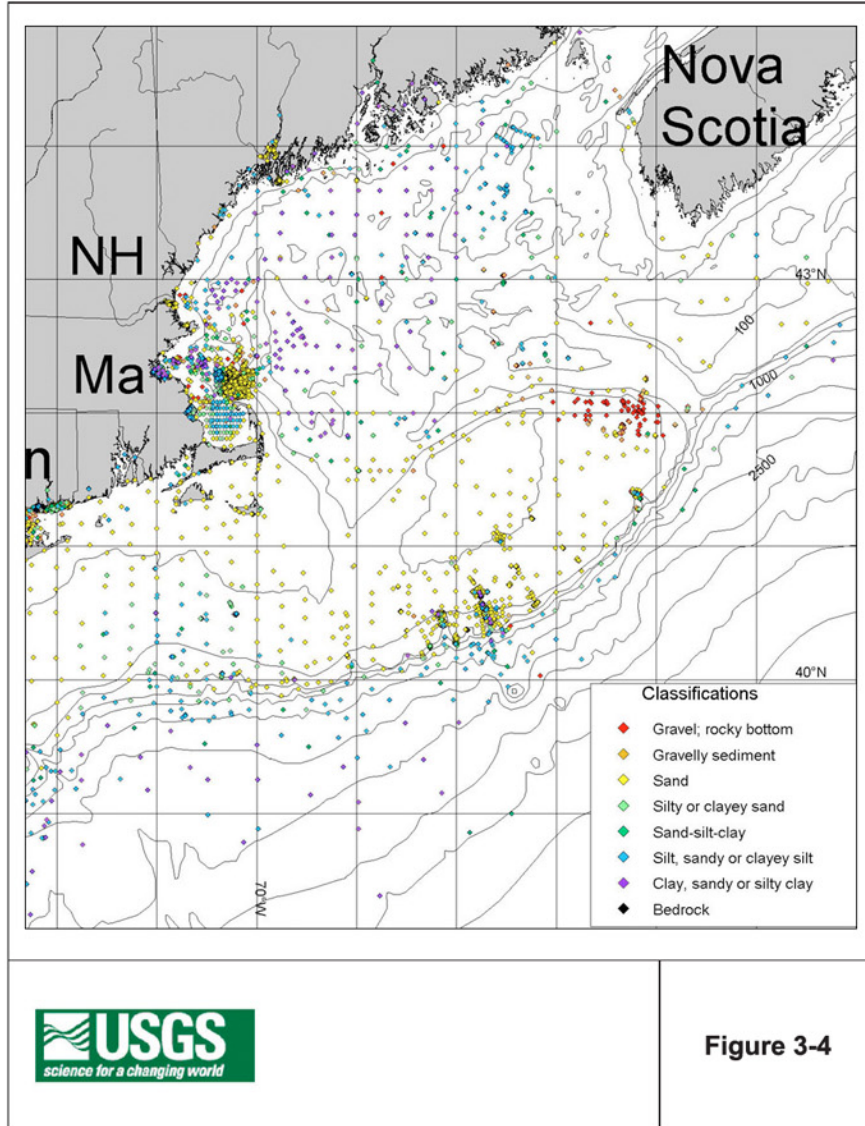 Nova
Scotia
NH
43°N
100
Ma
1000
2500
n
40°N
70°W
Classifications
Gravel; rocky bottom
Gravelly sediment
Sand
Silty or clayey sand
Sand-silt-clay
Silt, sandy or clayey silt
Clay, sandy or silty clay
Bedrock
USGS
science for a changing world
Figure 3-4